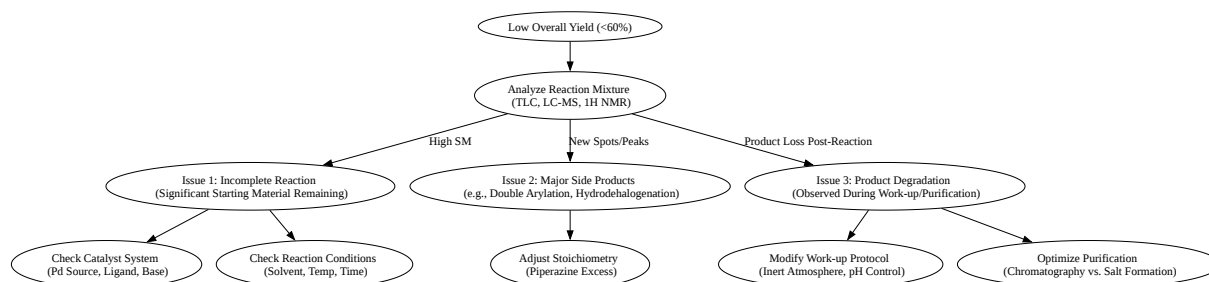 Low Overall Yield (<60%)
Analyze Reaction Mixture
(TLC, LC-MS, 1H NMR)
High SM
New Spots/Peaks
Product Loss Post-Reaction
Issue 1: Incomplete Reaction
(Significant Starting Material Remaining)
Issue 2: Major Side Products
(e.g., Double Arylation, Hydrodehalogenation)
Issue 3: Product Degradation
(Observed During Work-up/Purification)
Check Catalyst System
(Pd Source, Ligand, Base)
Check Reaction Conditions
(Solvent, Temp, Time)
Adjust Stoichiometry
(Piperazine Excess)
Modify Work-up Protocol
(Inert Atmosphere, pH Control)
Optimize Purification
(Chromatography vs. Salt Formation)